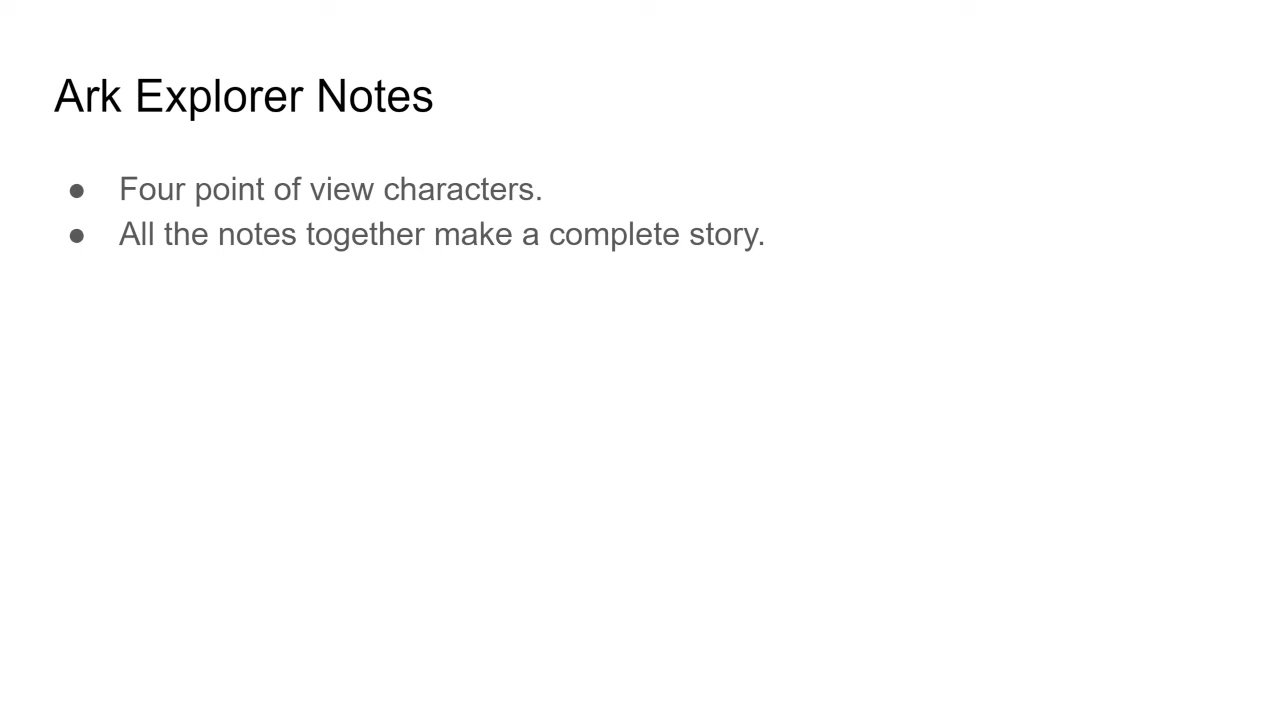 Ark Explorer Notes
● Four point of view characters.
● All the notes together make a complete story.